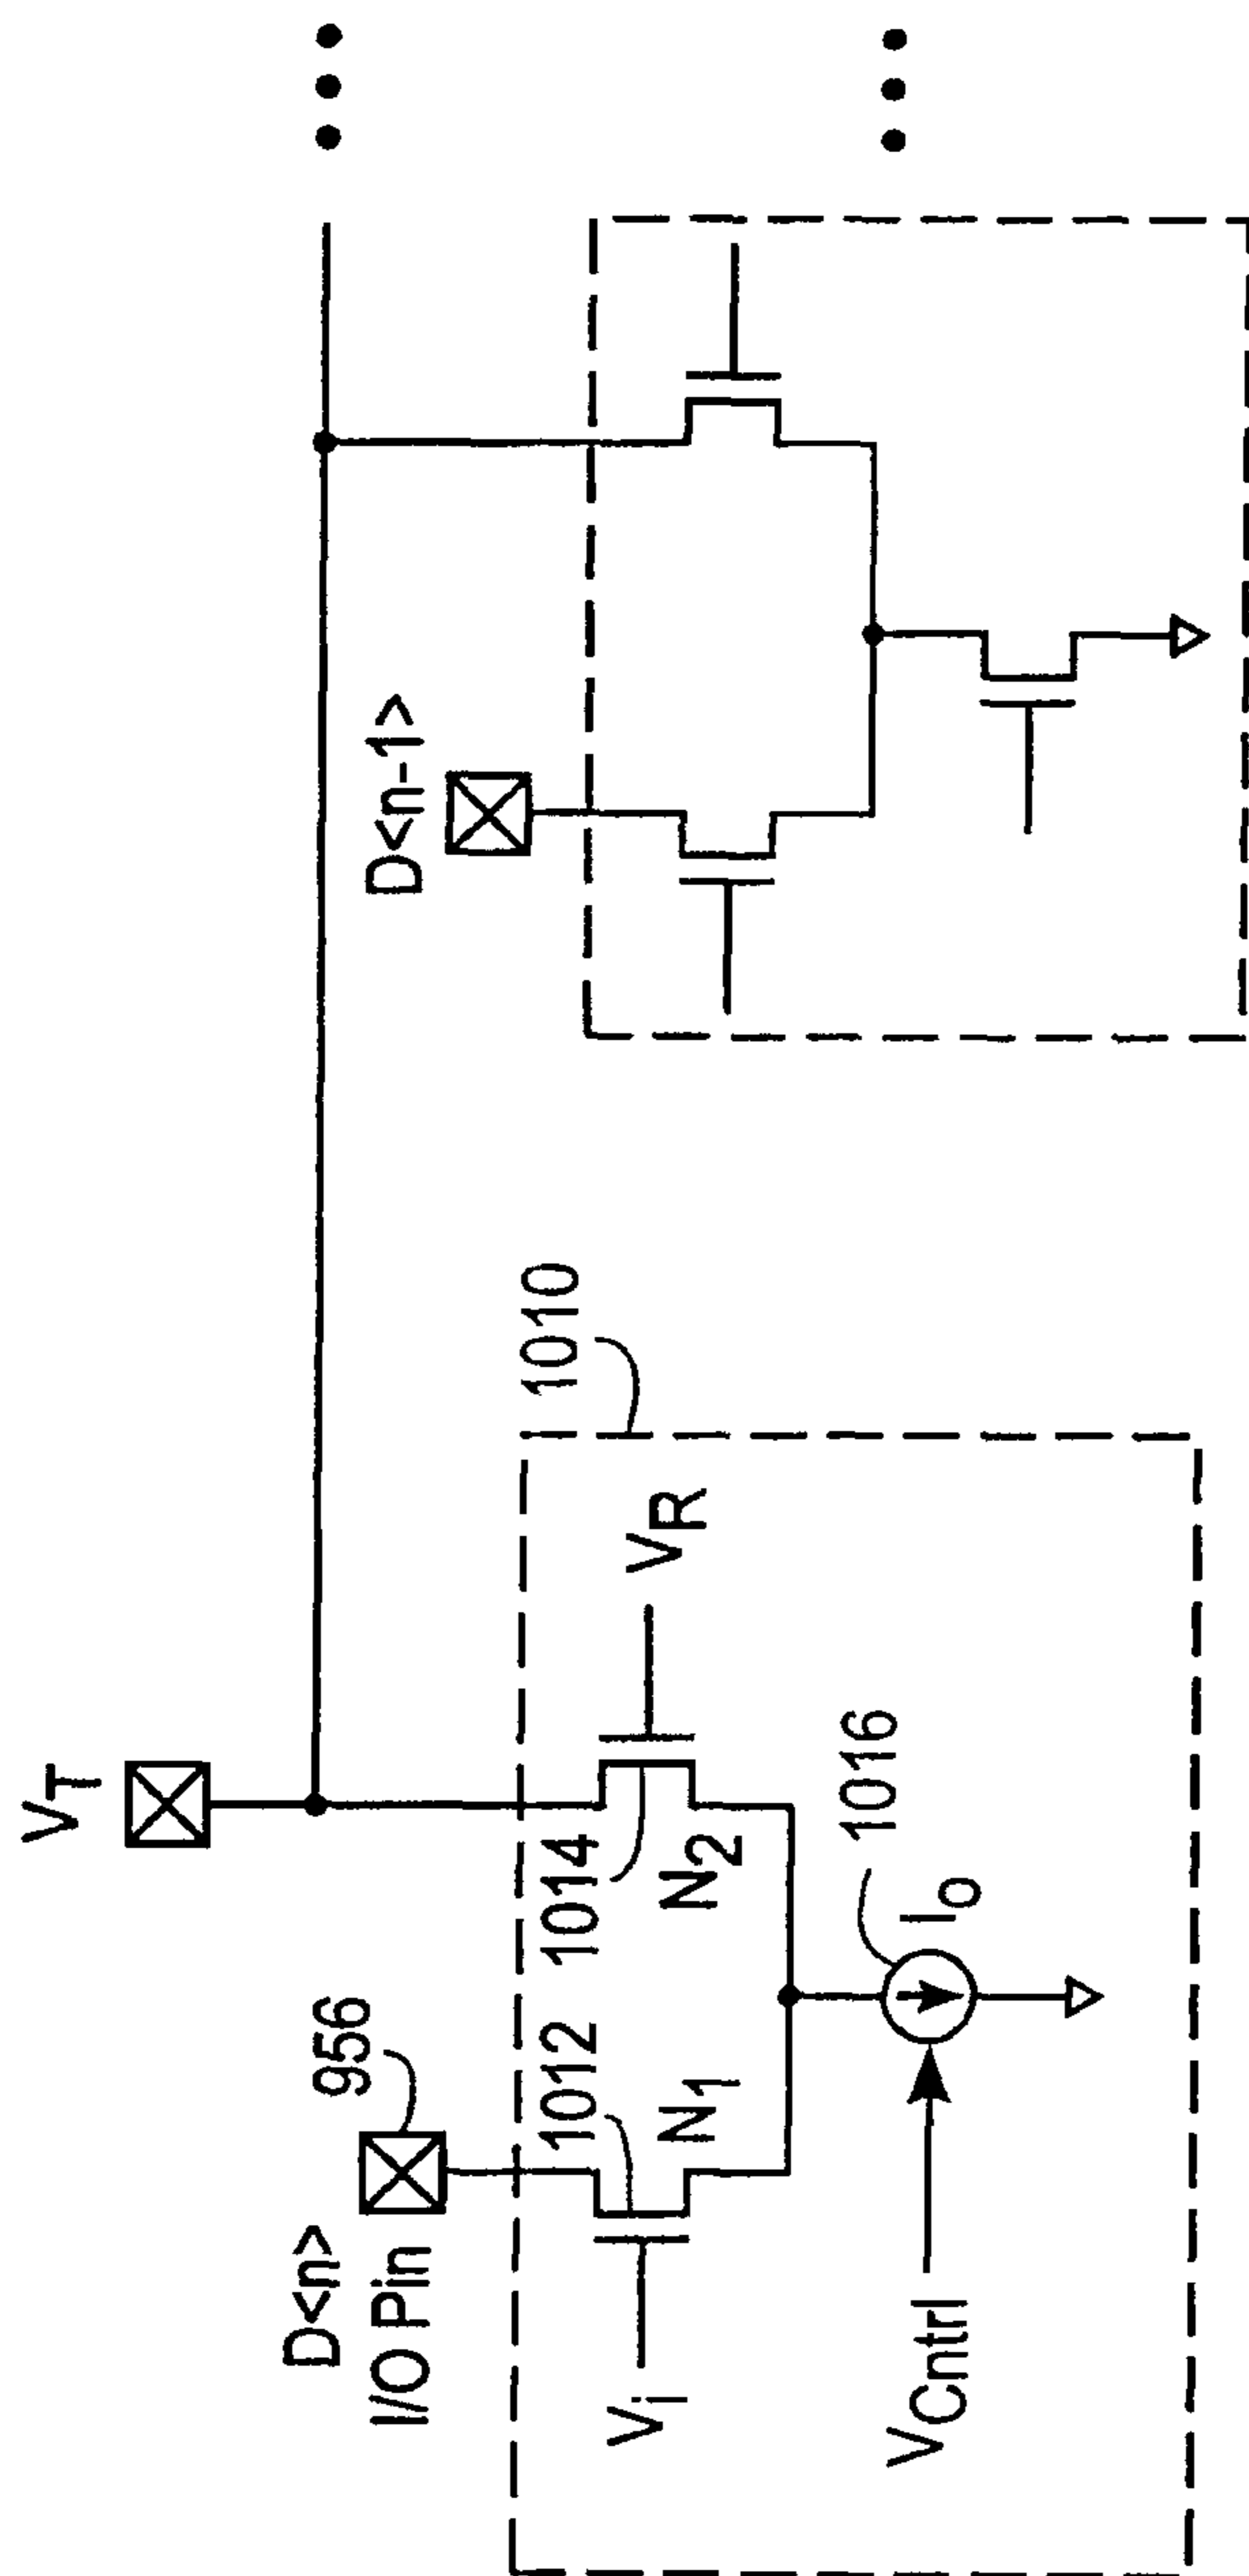 V_T
D<n>
I/O Pin
956
D<n-1>
1010
1012
1014
V_i
N_1
N_2
V_R
1016
V_Cntrl
I_o